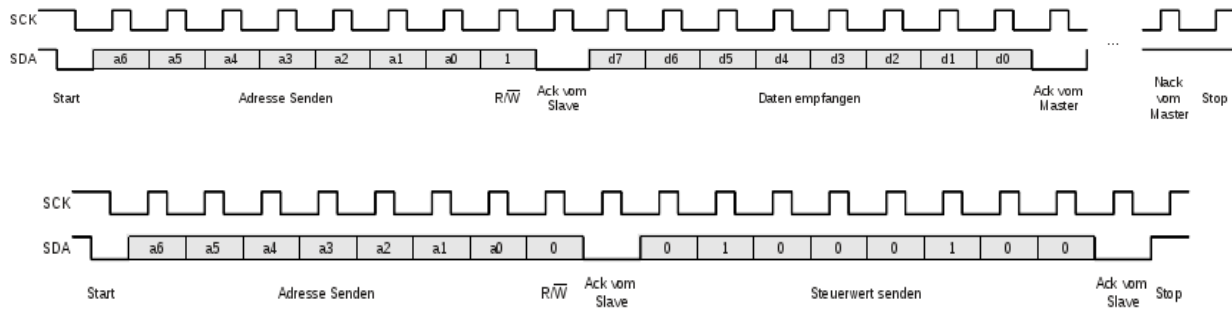 SCK
SDA a6 a5 a4 a3 a2 a1 a0 1 d7 d6 d5 d4 d3 d2 d1 d0 ...
Start Adresse Senden R/W̅ Ack vom Slave Daten empfangen Ack vom Master Nack vom Master Stop
SCK
SDA a6 a5 a4 a3 a2 a1 a0 0 0 1 0 0 0 1 0 0
Start Adresse Senden R/W̅ Ack vom Slave Steuerwert senden Ack vom Slave Stop